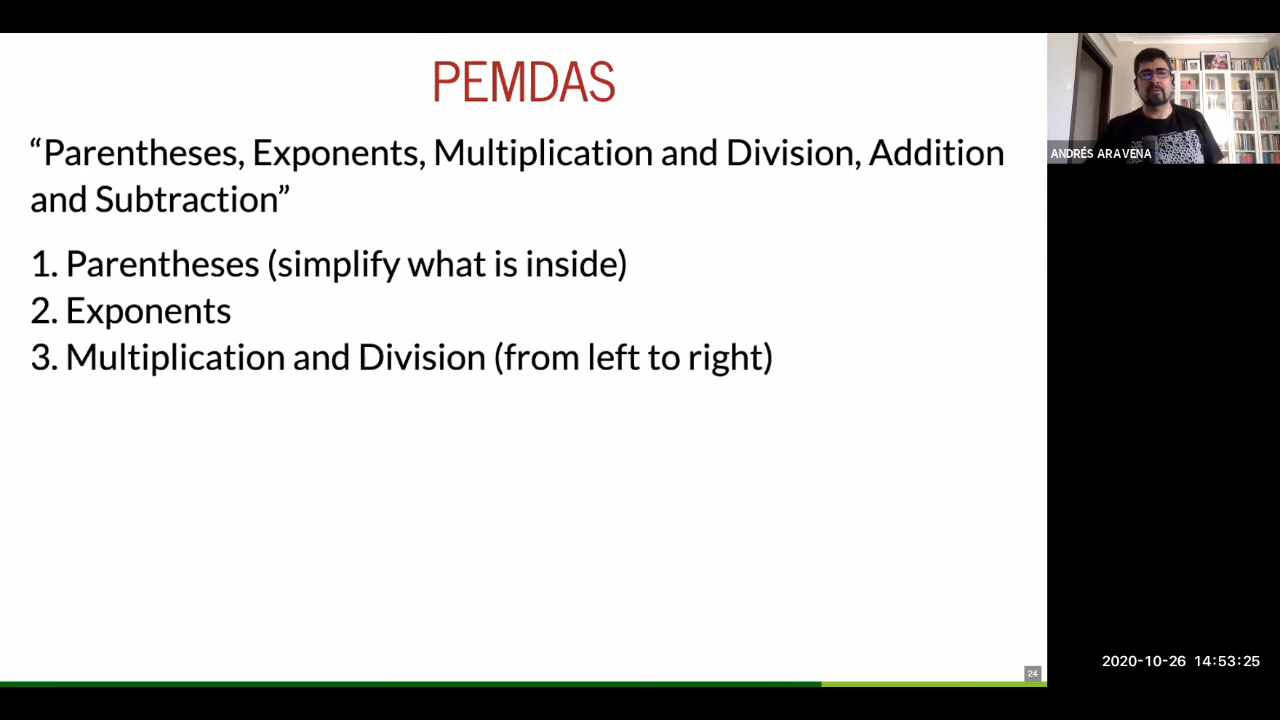 PEMDAS
“Parentheses, Exponents, Multiplication and Division, Addition
and Subtraction”
1. Parentheses (simplify what is inside)
2. Exponents
3. Multiplication and Division (from left to right)
24
ANDRÉS ARAVENA
2020-10-26 14:53:25